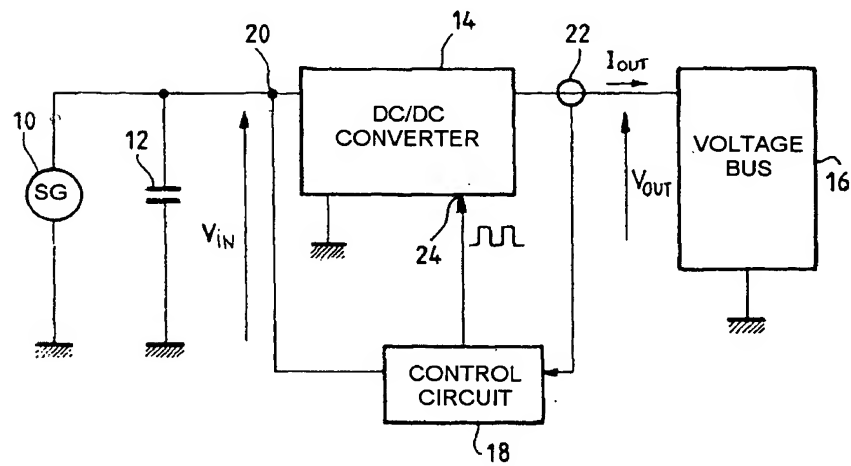 20
14
22
I_OUT
10
SG
12
V_IN
DC/DC
CONVERTER
24
V_OUT
VOLTAGE
BUS
16
CONTROL
CIRCUIT
18